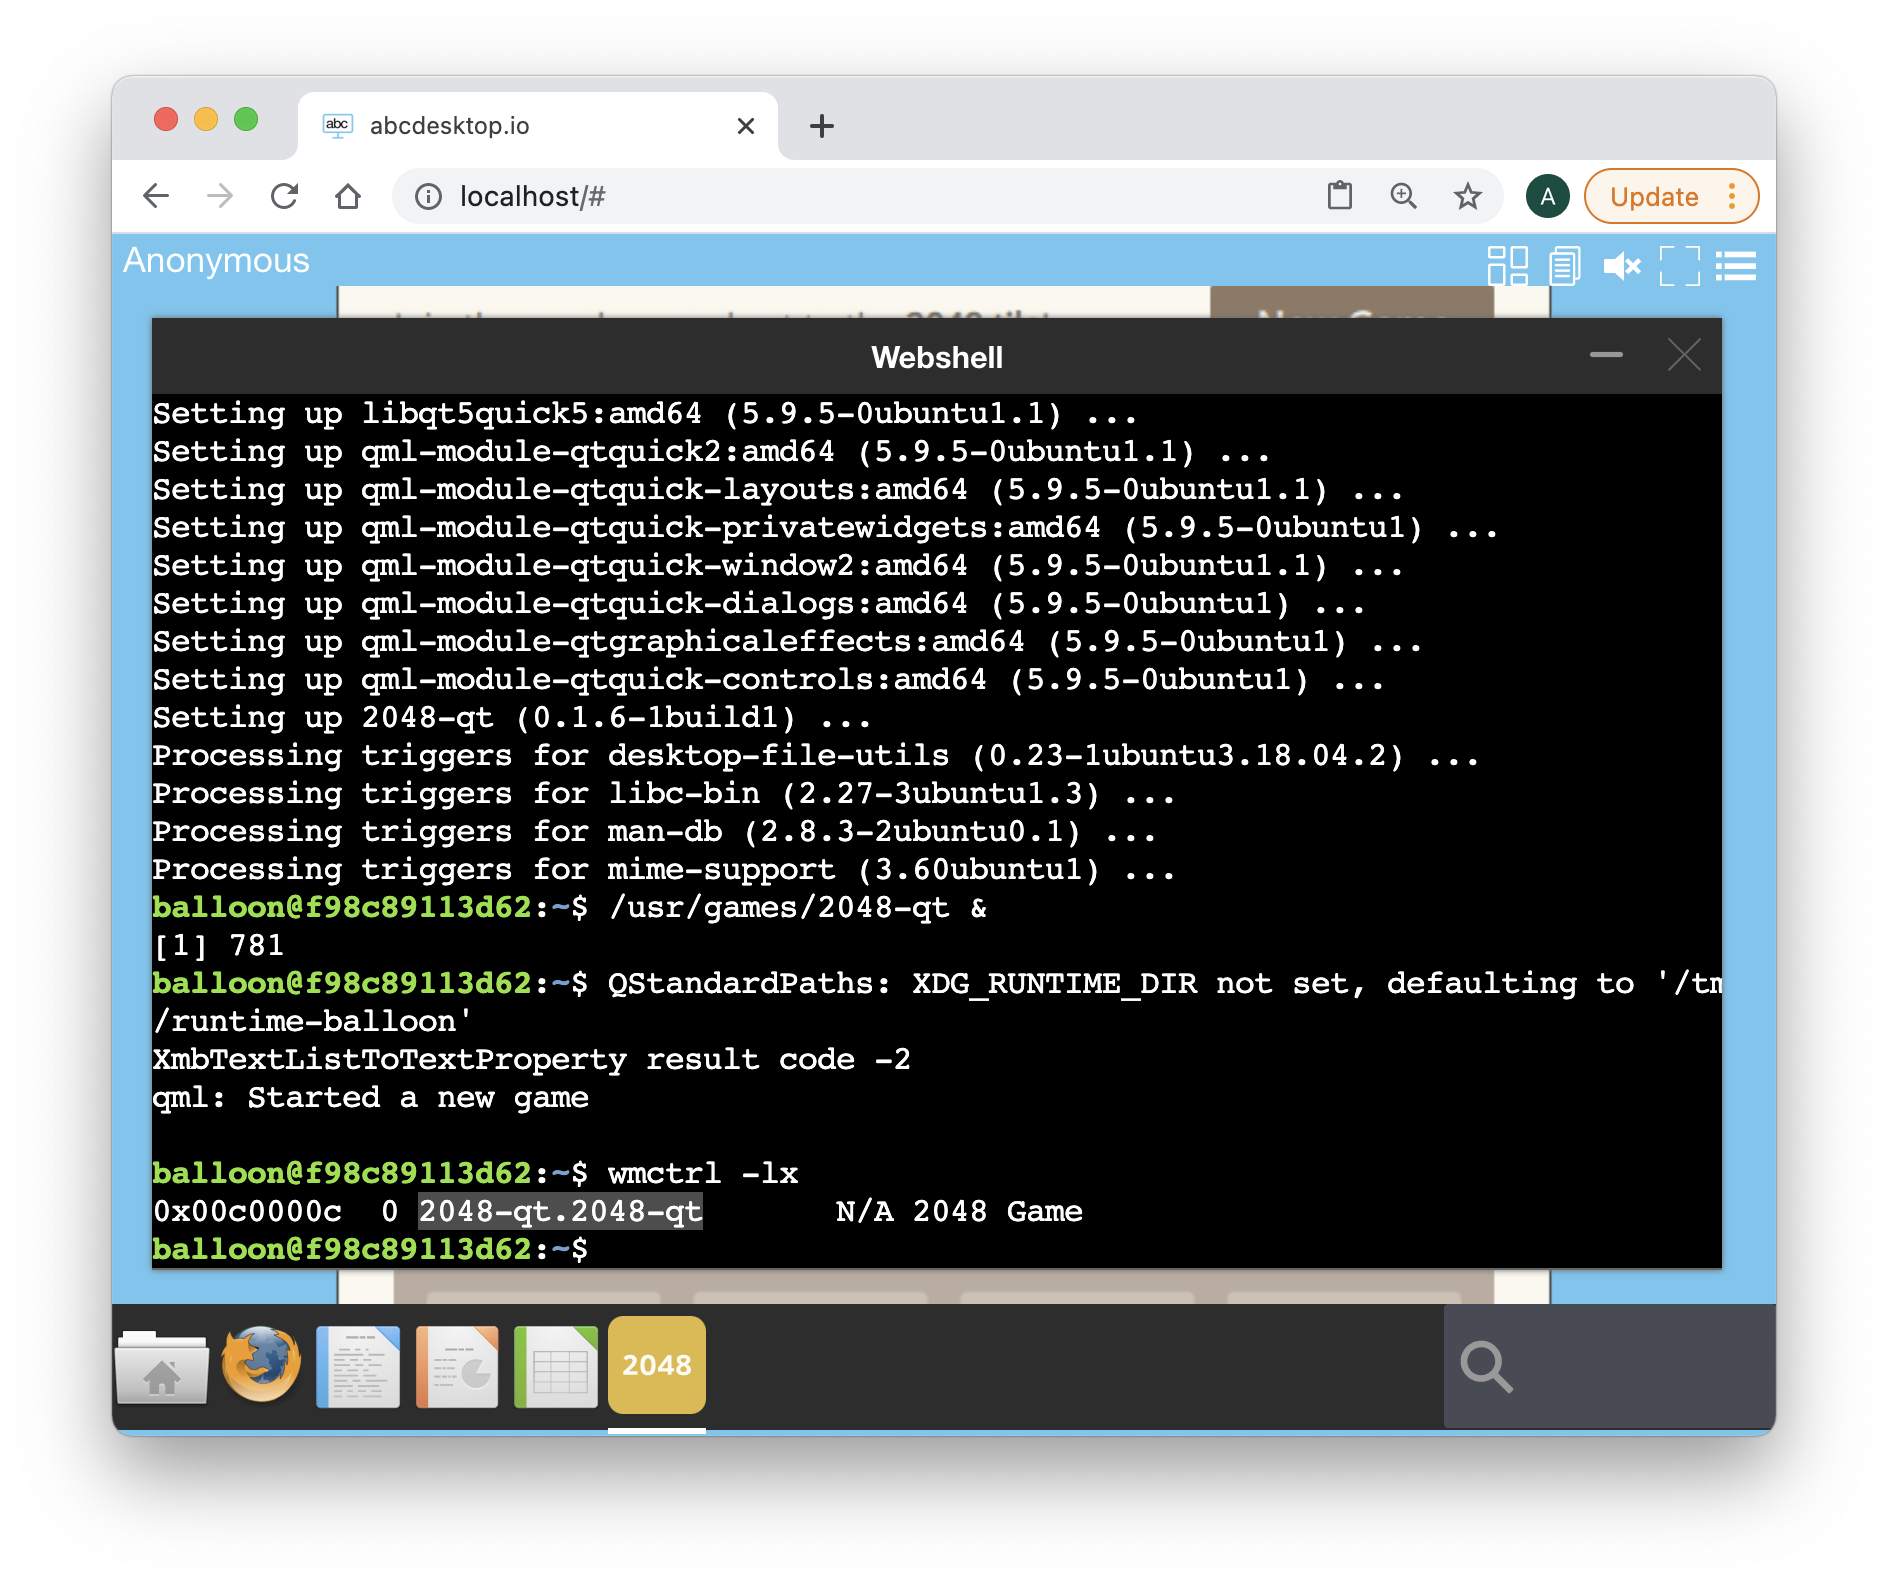 abc abcdesktop.io
localhost/#
A
Update
Anonymous
New Game
Webshell
Setting up libqt5quick5:amd64 (5.9.5-0ubuntu1.1) ...
Setting up qml-module-qtquick2:amd64 (5.9.5-0ubuntu1.1) ...
Setting up qml-module-qtquick-layouts:amd64 (5.9.5-0ubuntu1.1) ...
Setting up qml-module-qtquick-privatewidgets:amd64 (5.9.5-0ubuntu1) ...
Setting up qml-module-qtquick-window2:amd64 (5.9.5-0ubuntu1.1) ...
Setting up qml-module-qtquick-dialogs:amd64 (5.9.5-0ubuntu1) ...
Setting up qml-module-qtgraphicaleffects:amd64 (5.9.5-0ubuntu1) ...
Setting up qml-module-qtquick-controls:amd64 (5.9.5-0ubuntu1) ...
Setting up 2048-qt (0.1.6-1build1) ...
Processing triggers for desktop-file-utils (0.23-1ubuntu3.18.04.2) ...
Processing triggers for libc-bin (2.27-3ubuntu1.3) ...
Processing triggers for man-db (2.8.3-2ubuntu0.1) ...
Processing triggers for mime-support (3.60ubuntu1) ...
balloon@f98c89113d62:~$ /usr/games/2048-qt &
[1] 781
balloon@f98c89113d62:~$ QStandardPaths: XDG_RUNTIME_DIR not set, defaulting to '/tm
/runtime-balloon'
XmbTextListToTextProperty result code -2
qml: Started a new game
balloon@f98c89113d62:~$ wmctrl -lx
0x00c0000c  0 2048-qt.2048-qt       N/A 2048 Game
balloon@f98c89113d62:~$
2048